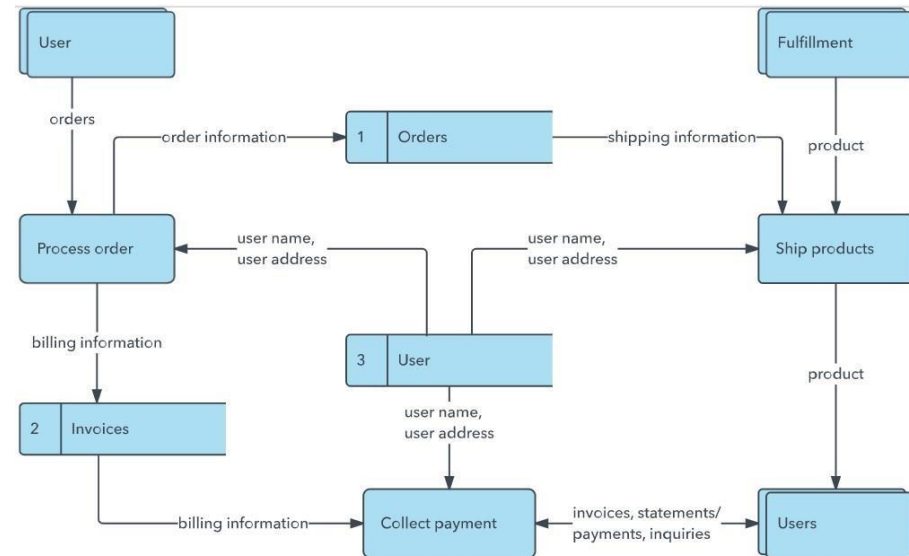 User
Fulfillment
orders
order information
1 Orders
shipping information
product
Process order
user name,
user address
user name,
user address
Ship products
billing information
3 User
product
2 Invoices
user name,
user address
billing information
Collect payment
invoices, statements/
payments, inquiries
Users